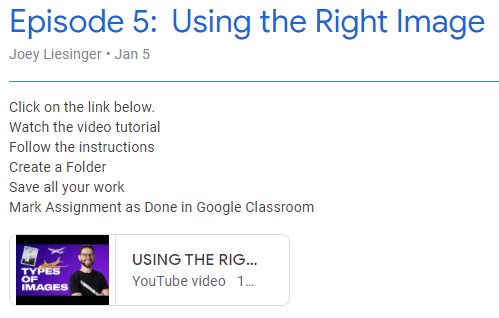 Episode 5:  Using the Right Image
Joey Liesinger • Jan 5
Click on the link below.
Watch the video tutorial
Follow the instructions
Create a Folder
Save all your work
Mark Assignment as Done in Google Classroom
TYPES
OF
IMAGES
USING THE RIG...
YouTube video 1...